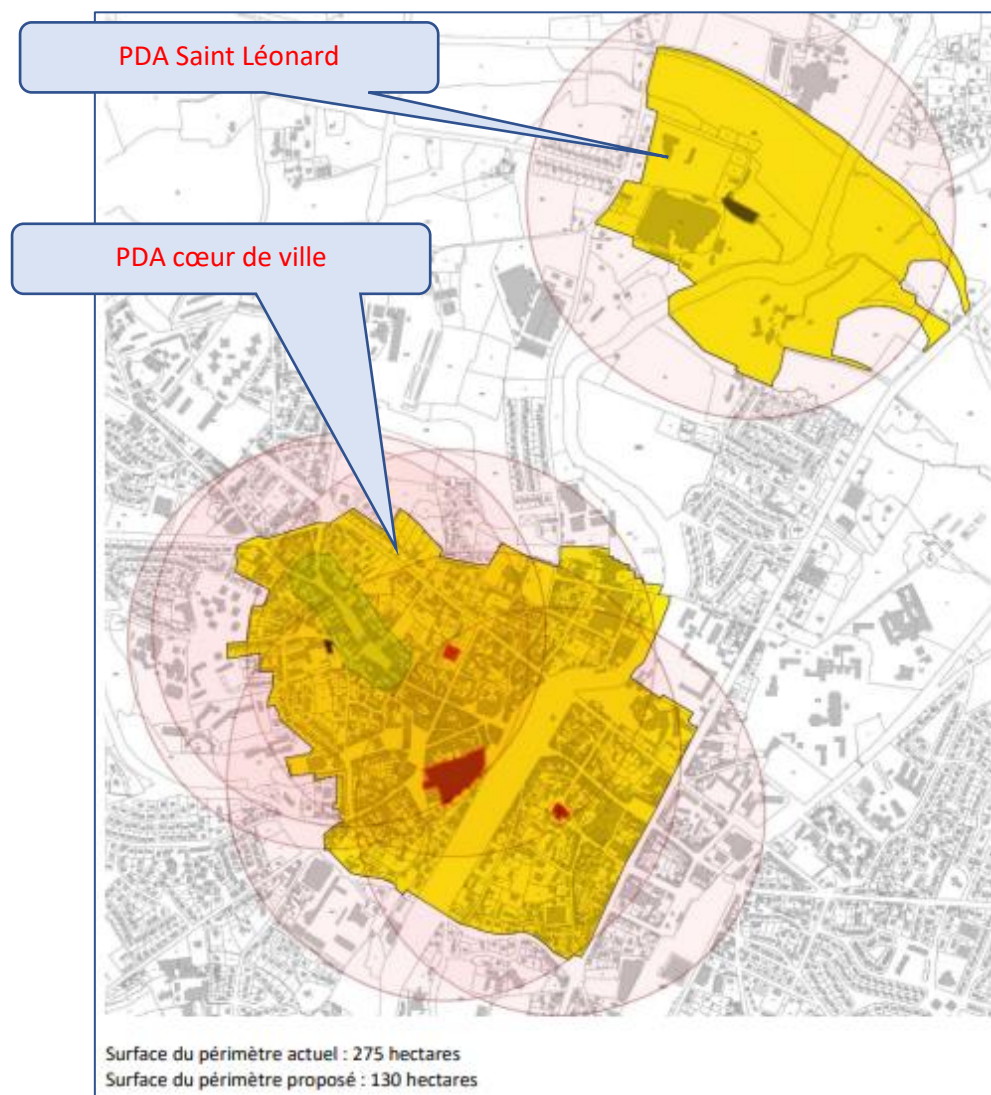 PDA Saint Léonard
PDA cœur de ville
Surface du périmètre actuel : 275 hectares
Surface du périmètre proposé : 130 hectares